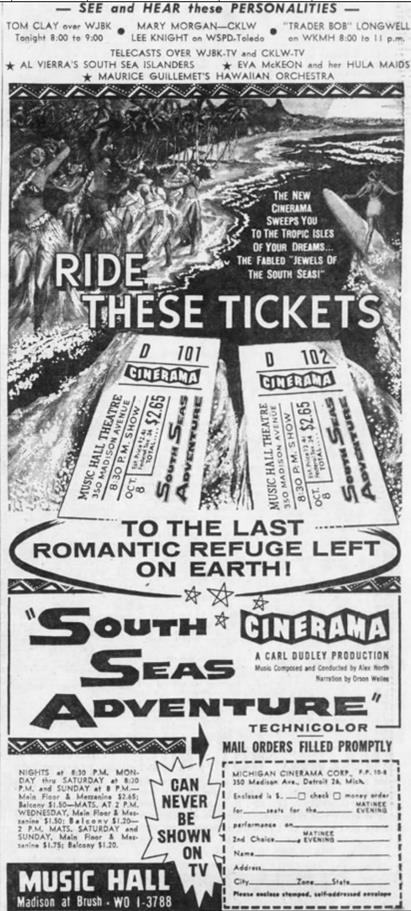 — SEE and HEAR these PERSONALITIES —
TOM CLAY over WJBK
Tonight 8:00 to 9:00
● MARY MORGAN—CKLW
LEE KNIGHT on WSPD-Toledo
● "TRADER BOB" LONGWELL
on WKMH 8:00 to 11 p.m.
TELECASTS OVER WJBK-TV and CKLW-TV
★ AL VIERRA'S SOUTH SEA ISLANDERS ★ EVA McKEON and her HULA MAIDS
★ MAURICE GUILLEMET'S HAWAIIAN ORCHESTRA
THE NEW
CINERAMA
SWEEPS YOU
TO THE TROPIC ISLES
OF YOUR DREAMS...
THE FABLED "JEWELS OF
THE SOUTH SEAS!"
RIDE
THESE TICKETS
D 101
CINERAMA
MUSIC HALL THEATRE
350 MADISON AVENUE
8:30 P.M. SHOW
OCT. 8
TOTAL.... $2.65
SOUTH SEAS
ADVENTURE
D 102
CINERAMA
MUSIC HALL THEATRE
350 MADISON AVENUE
8:30 P.M. SHOW
OCT. 8
TOTAL.... $2.65
SOUTH SEAS
ADVENTURE
TO THE LAST
ROMANTIC REFUGE LEFT
ON EARTH!
"SOUTH
SEAS
ADVENTURE"
CINERAMA
A CARL DUDLEY PRODUCTION
Music Composed and Conducted by Alex North
Narration by Orson Welles
TECHNICOLOR
MAIL ORDERS FILLED PROMPTLY
NIGHTS at 8:30 P.M. MON-
DAY thru SATURDAY at 8:30
P.M. and SUNDAY at 8 P.M.—
Main Floor & Mezzanine $2.65;
Balcony $1.50—MATS. AT 2 P.M.
WEDNESDAY, Main Floor & Mez-
zanine $1.50; Balcony $1.20—
2 P.M. MATS. SATURDAY and
SUNDAY, Main Floor & Mez-
zanine $1.75; Balcony $1.20.
CAN
NEVER
BE
SHOWN
ON
TV
MUSIC HALL
Madison at Brush • WO 1-3788
MICHIGAN CINERAMA CORP., F.P. 10-8
350 Madison Ave., Detroit 26, Mich.
Enclosed is $. check money order
for seats for the MATINEE
EVENING
performance on
2nd Choice MATINEE
EVENING
Name
Address
City Zone State
Please enclose stamped, self-addressed envelope